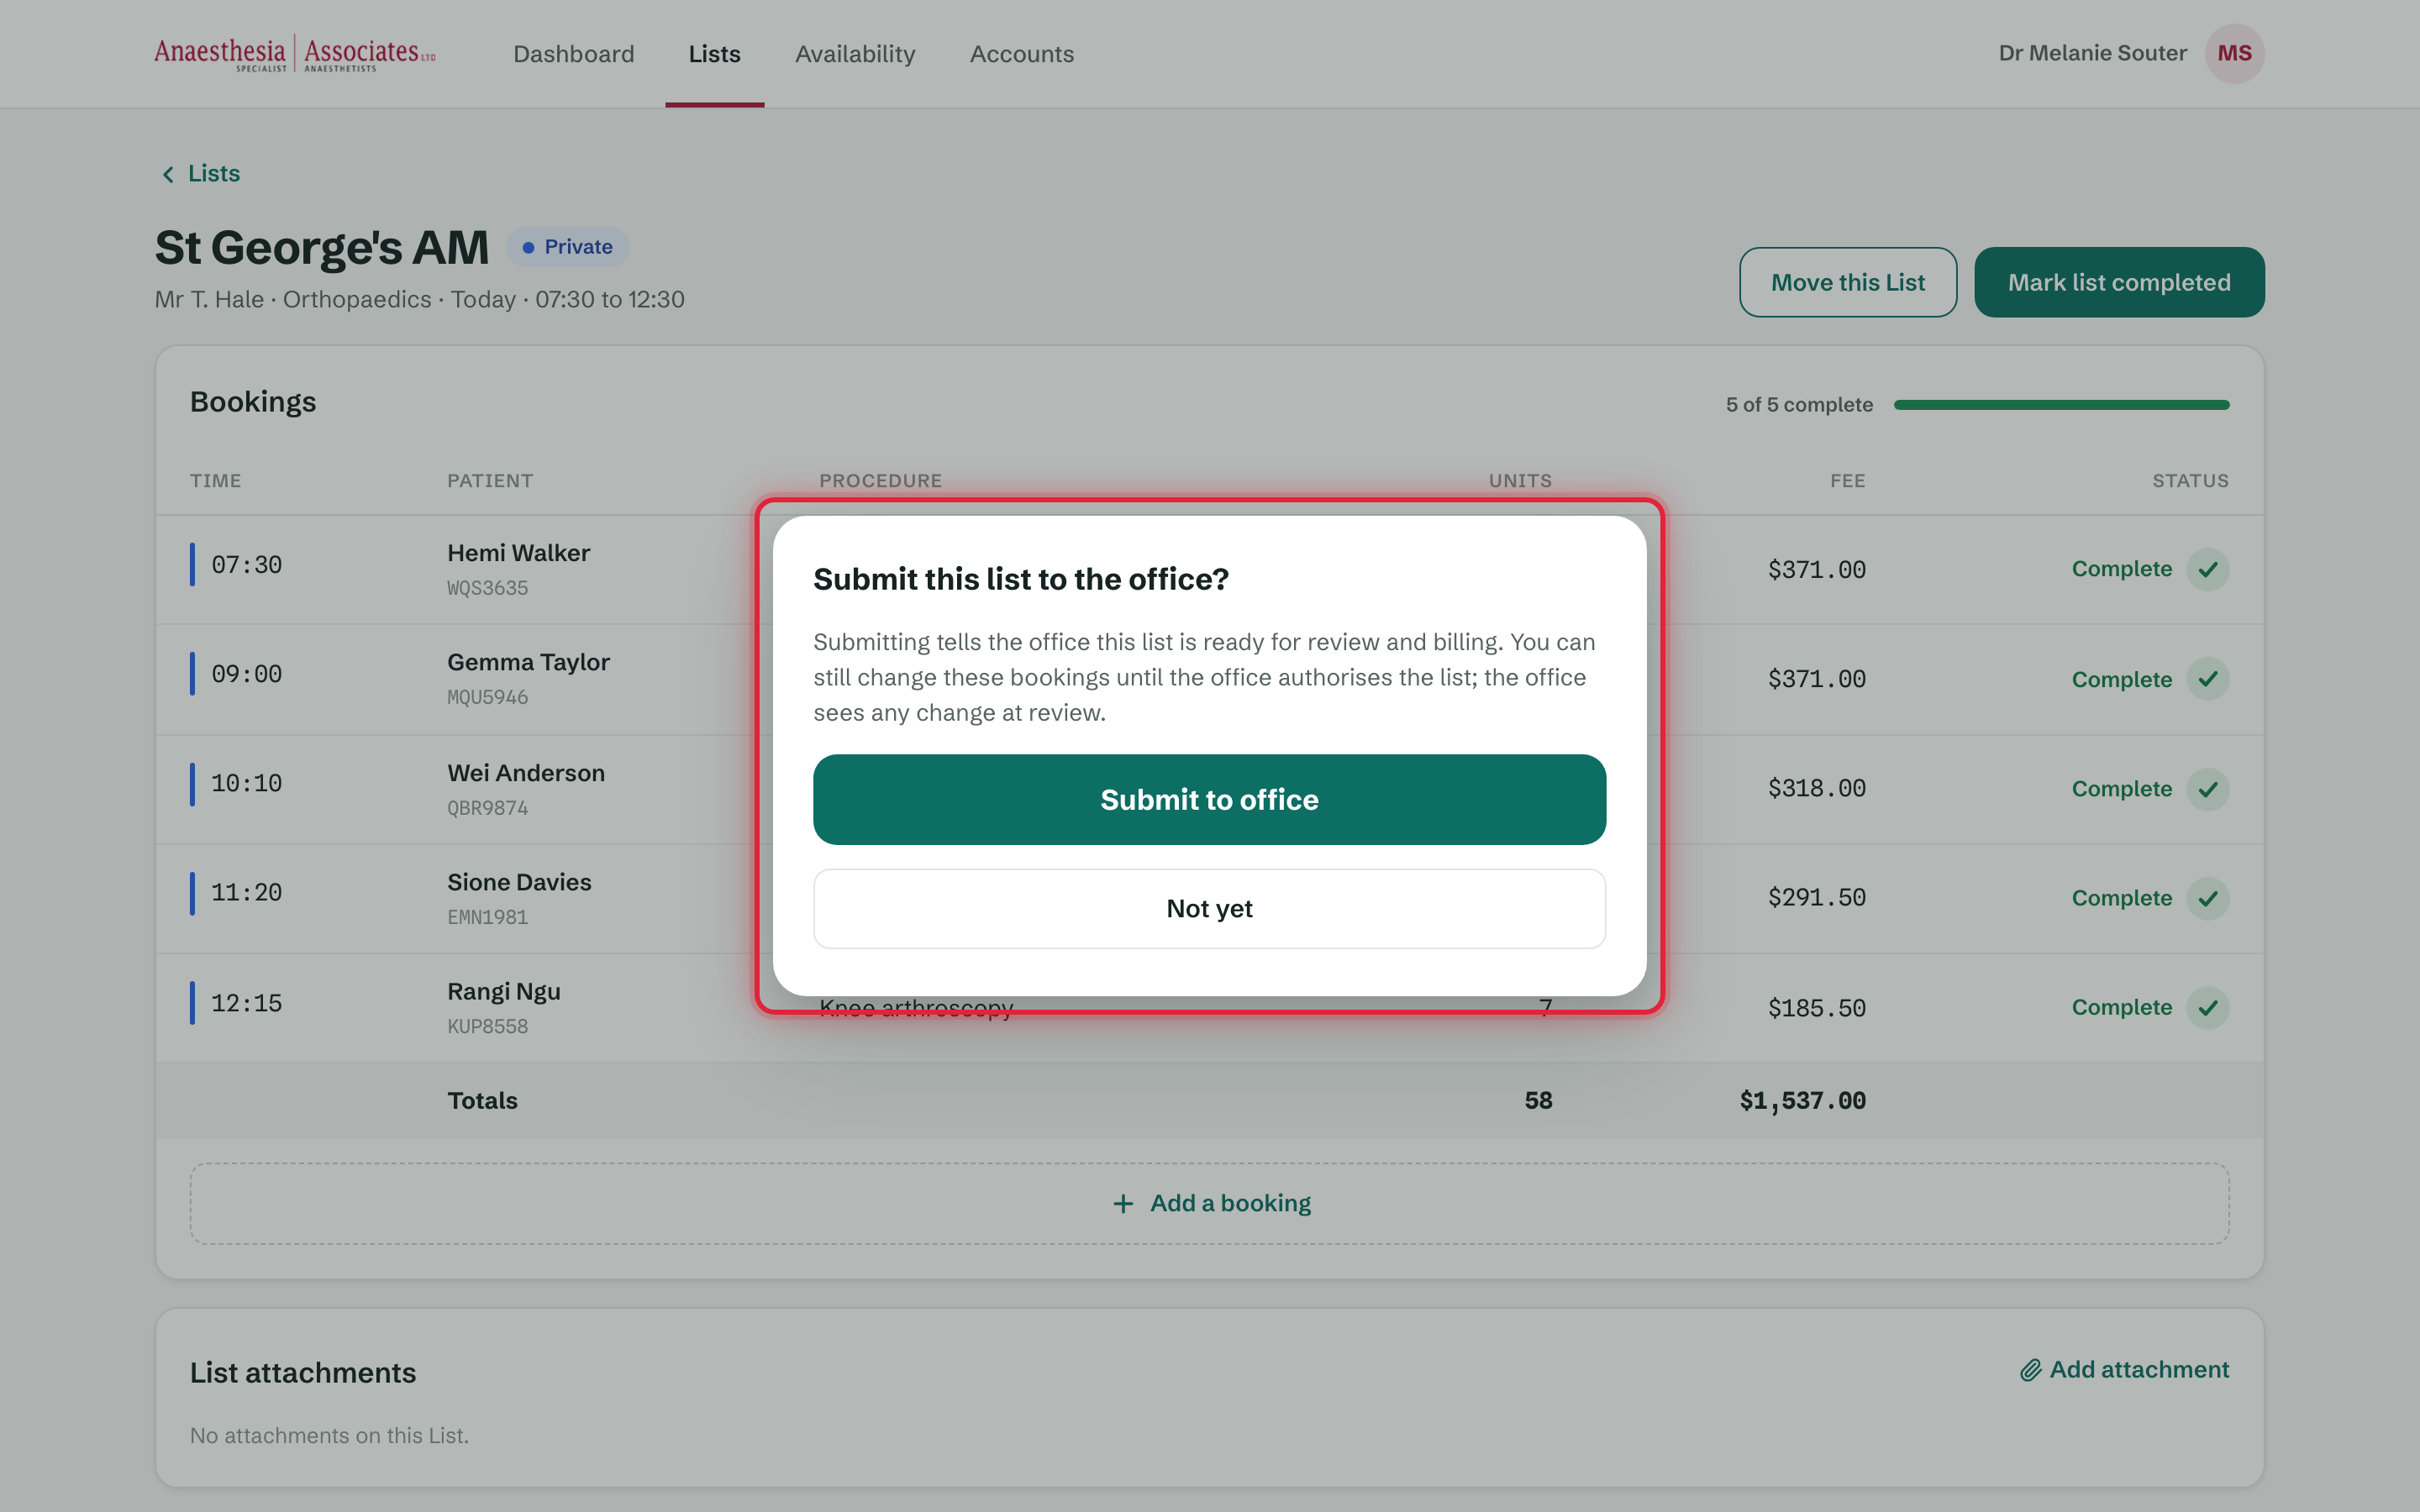 Anaesthesia | Associates LTD
SPECIALIST ANAESTHETISTS
Dashboard Lists Availability Accounts
Dr Melanie Souter MS
Lists
St George's AM Private
Mr T. Hale · Orthopaedics · Today · 07:30 to 12:30
Move this List Mark list completed
Bookings
5 of 5 complete
TIME PATIENT PROCEDURE UNITS FEE STATUS
07:30 Hemi Walker $371.00 Complete
WQS3635
09:00 Gemma Taylor $371.00 Complete
MQU5946
10:10 Wei Anderson $318.00 Complete
QBR9874
11:20 Sione Davies $291.50 Complete
EMN1981
12:15 Rangi Ngu Knee arthroscopy 7 $185.50 Complete
KUP8558
Totals 58 $1,537.00
Add a booking
List attachments
Add attachment
No attachments on this List.
Submit this list to the office?
Submitting tells the office this list is ready for review and billing. You can
still change these bookings until the office authorises the list; the office
sees any change at review.
Submit to office
Not yet